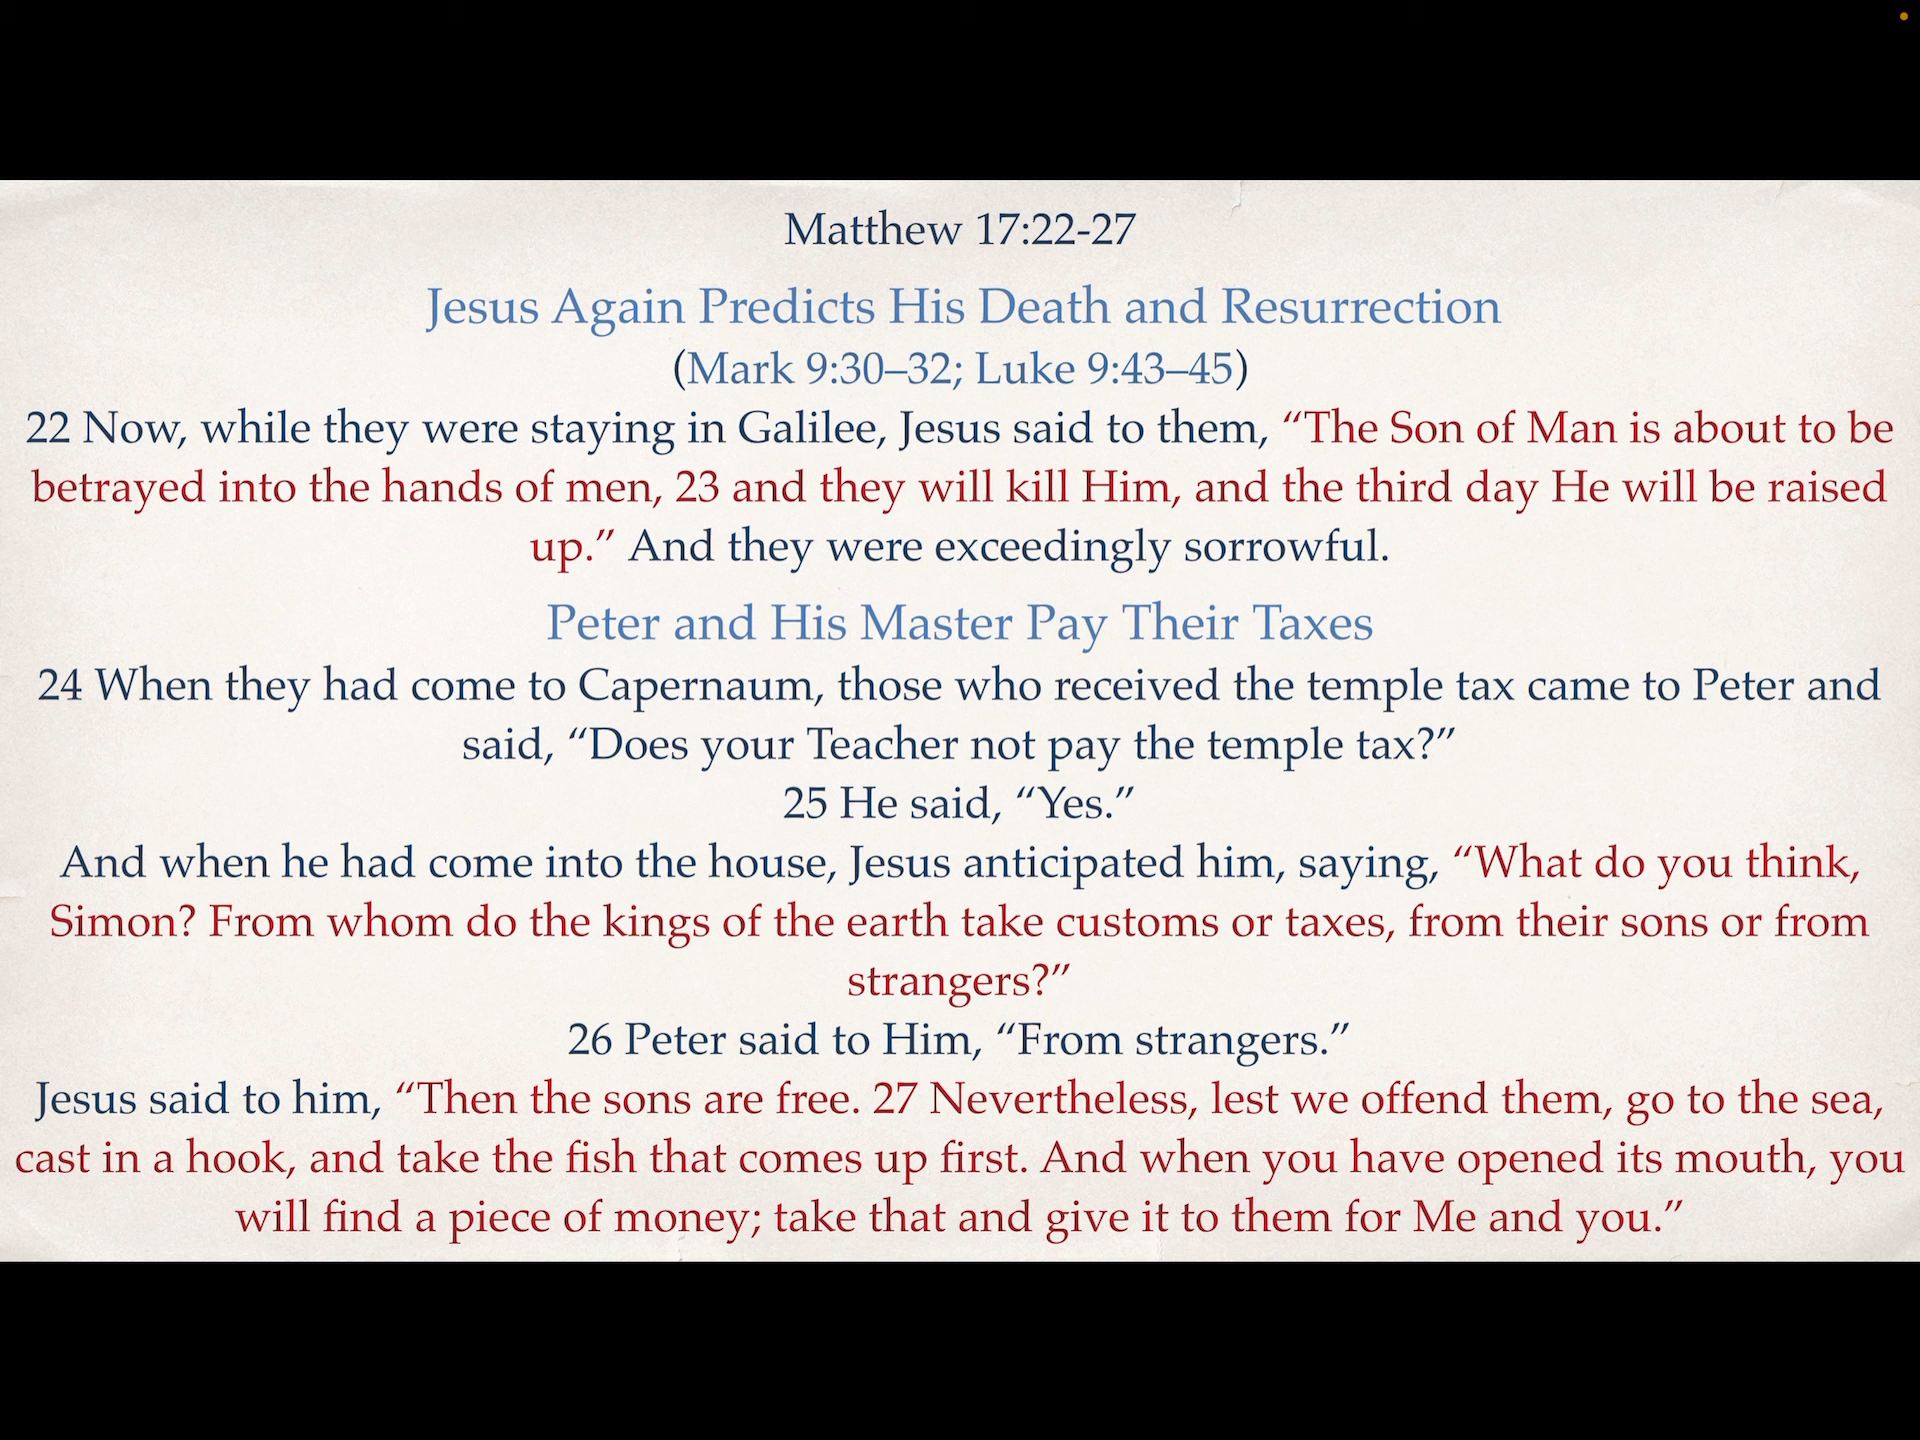 Matthew 17:22-27
Jesus Again Predicts His Death and Resurrection
(Mark 9:30–32; Luke 9:43–45)
22 Now, while they were staying in Galilee, Jesus said to them, “The Son of Man is about to be
betrayed into the hands of men, 23 and they will kill Him, and the third day He will be raised
up.” And they were exceedingly sorrowful.
Peter and His Master Pay Their Taxes
24 When they had come to Capernaum, those who received the temple tax came to Peter and
said, “Does your Teacher not pay the temple tax?”
25 He said, “Yes.”
And when he had come into the house, Jesus anticipated him, saying, “What do you think,
Simon? From whom do the kings of the earth take customs or taxes, from their sons or from
strangers?”
26 Peter said to Him, “From strangers.”
Jesus said to him, “Then the sons are free. 27 Nevertheless, lest we offend them, go to the sea,
cast in a hook, and take the fish that comes up first. And when you have opened its mouth, you
will find a piece of money; take that and give it to them for Me and you.”